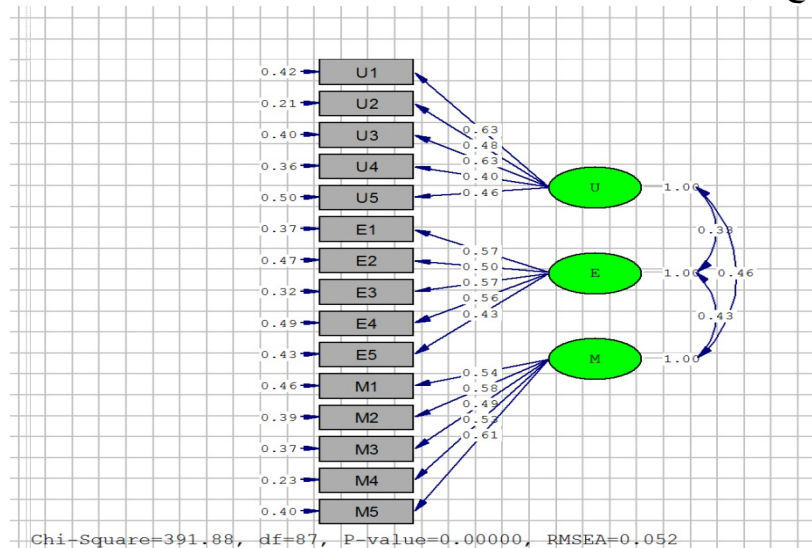 0.42 U1
0.21 U2
0.40 U3
0.36 U4
0.50 U5
0.37 E1
0.47 E2
0.32 E3
0.49 E4
0.43 E5
0.46 M1
0.39 M2
0.37 M3
0.23 M4
0.40 M5
0.63
0.48
0.63
0.40
0.46
0.57
0.50
0.57
0.56
0.43
0.54
0.58
0.49
0.53
0.61
U 1.00
E 1.00
M 1.00
0.38
0.46
0.43
Chi-Square=391.88, df=87, P-value=0.00000, RMSEA=0.052